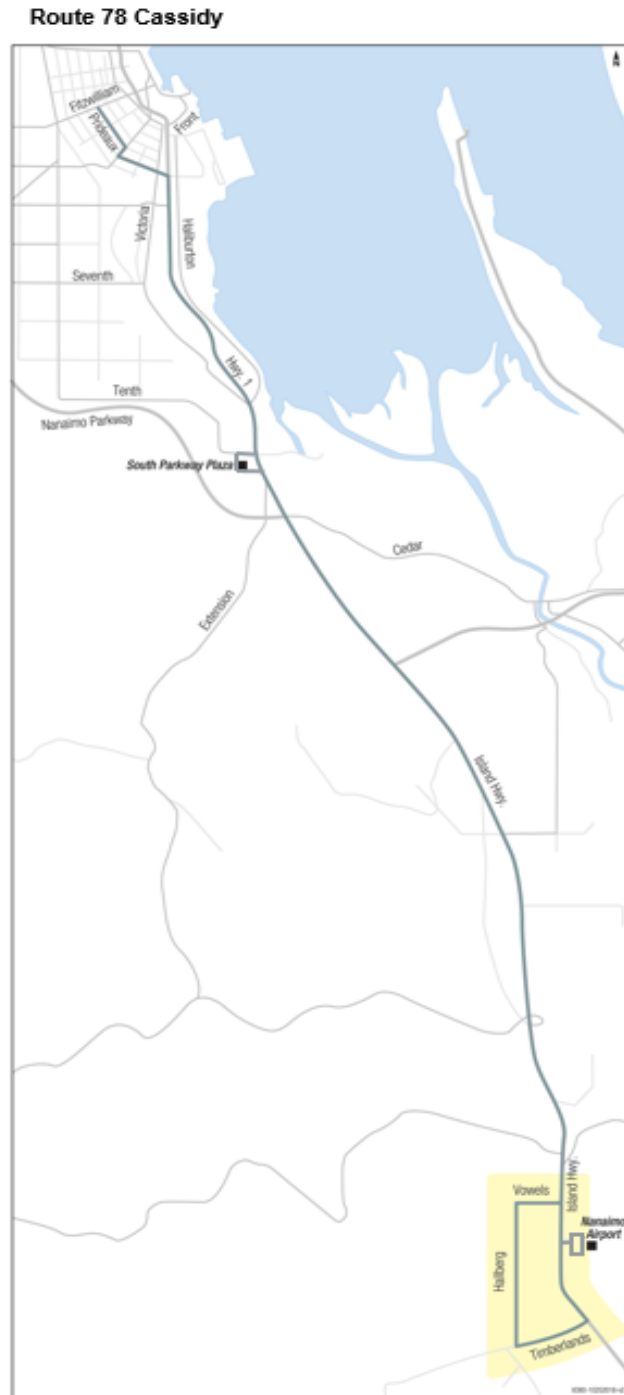 Route 78 Cassidy
N
Fitzwilliam
Prideaux
Front
Victoria
Haliburton
Seventh
Hwy. 1
Tenth
Nanaimo Parkway
South Parkway Plaza
Cedar
Extension
Island Hwy.
Island Hwy.
Vowels
Nanaimo
Airport
Hallberg
Timberlands